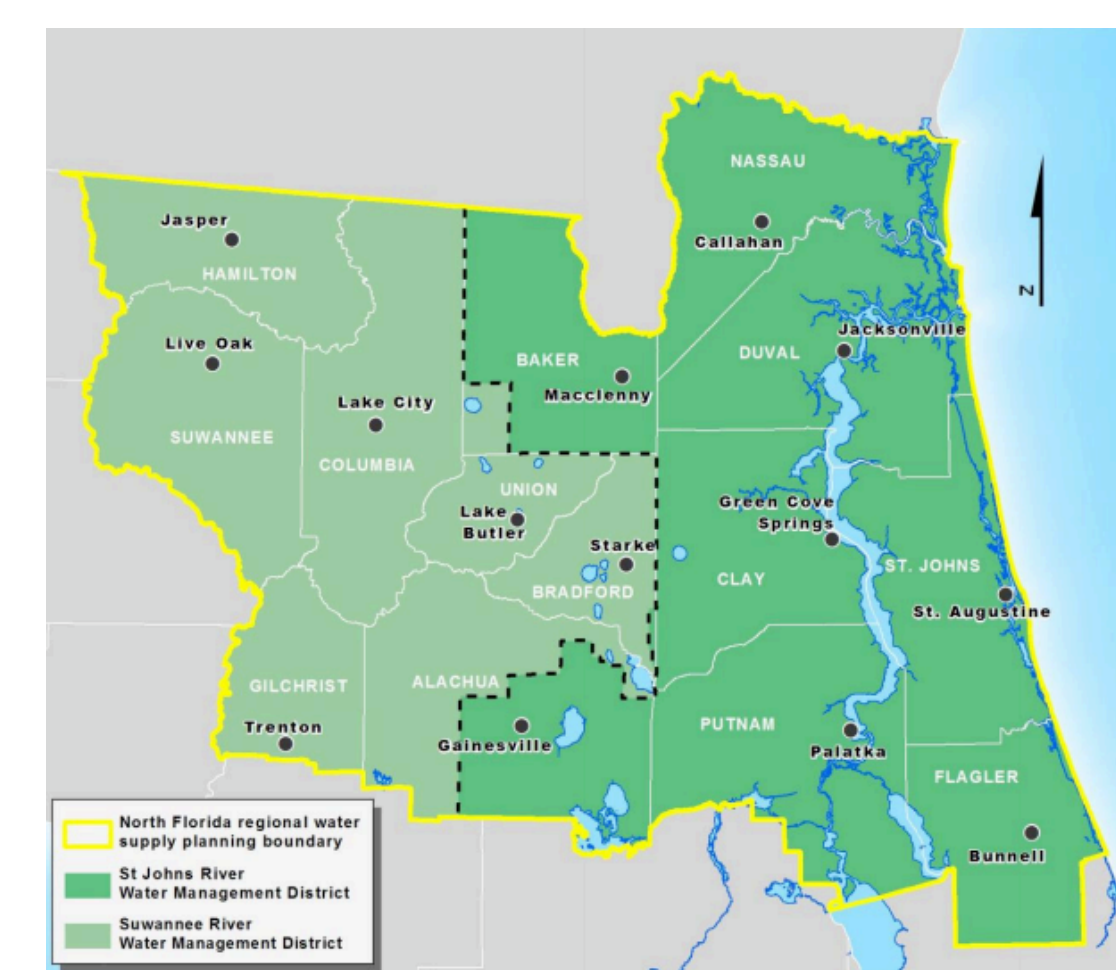 NASSAU
Callahan
Jasper
HAMILTON
N
Jacksonville
Live Oak
BAKER
DUVAL
Macclenny
Lake City
SUWANNEE
COLUMBIA
UNION
Lake
Butler
Green Cove
Springs
Starke
BRADFORD
CLAY
ST. JOHNS
St. Augustine
GILCHRIST
ALACHUA
Trenton
Gainesville
PUTNAM
Palatka
FLAGLER
Bunnell
North Florida regional water
supply planning boundary
St Johns River
Water Management District
Suwannee River
Water Management District